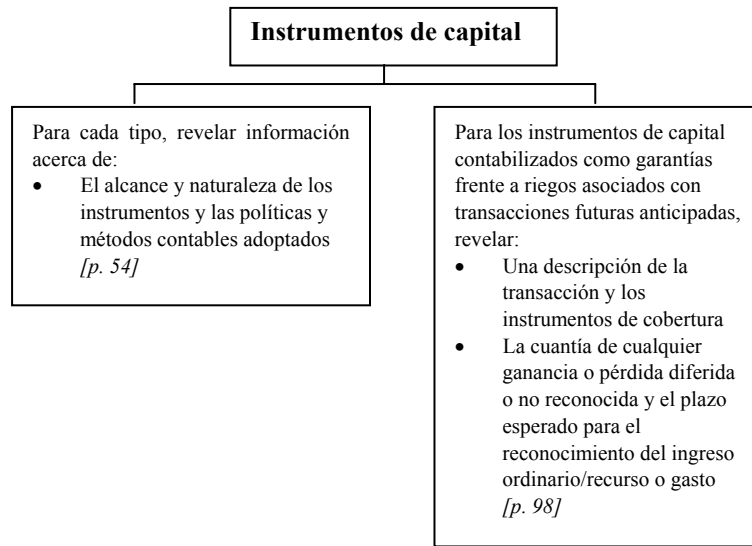 Instrumentos de capital
Para cada tipo, revelar información
acerca de:
• El alcance y naturaleza de los
instrumentos y las políticas y
métodos contables adoptados
[p. 54]
Para los instrumentos de capital
contabilizados como garantías
frente a riegos asociados con
transacciones futuras anticipadas,
revelar:
• Una descripción de la
transacción y los
instrumentos de cobertura
• La cuantía de cualquier
ganancia o pérdida diferida
o no reconocida y el plazo
esperado para el
reconocimiento del ingreso
ordinario/recurso o gasto
[p. 98]